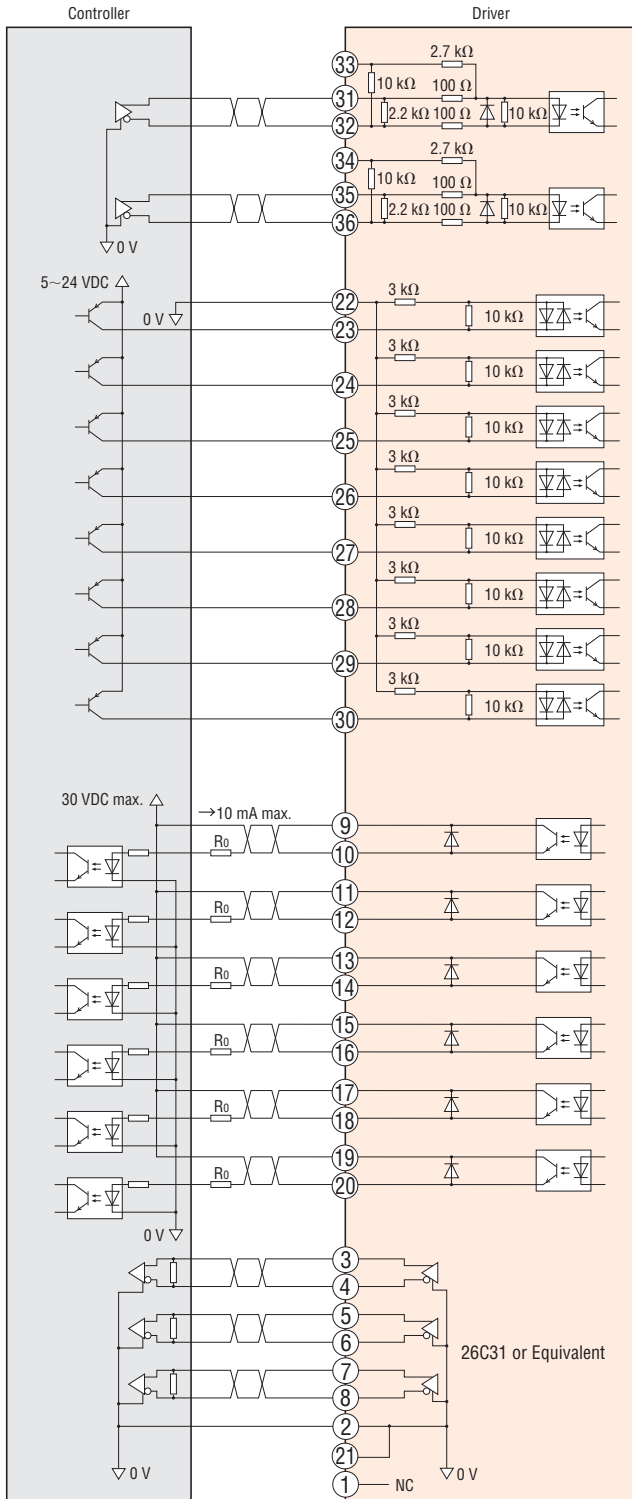 Controller Driver
33 2.7 kΩ
10 kΩ
31 100 Ω
2.2 kΩ 10 kΩ
32 100 Ω
34 2.7 kΩ
10 kΩ
35 100 Ω
2.2 kΩ 10 kΩ
36 100 Ω
0 V
5~24 VDC
0 V 22 3 kΩ
23 10 kΩ
3 kΩ
24 10 kΩ
3 kΩ
25 10 kΩ
3 kΩ
26 10 kΩ
3 kΩ
27 10 kΩ
3 kΩ
28 10 kΩ
3 kΩ
29 10 kΩ
3 kΩ
30 10 kΩ
30 VDC max. →10 mA max.
9
R0 10
11
R0 12
13
R0 14
15
R0 16
17
R0 18
19
R0 20
0 V
3
4
5
6 26C31 or Equivalent
7
8
2
21
0 V 0 V
1 NC